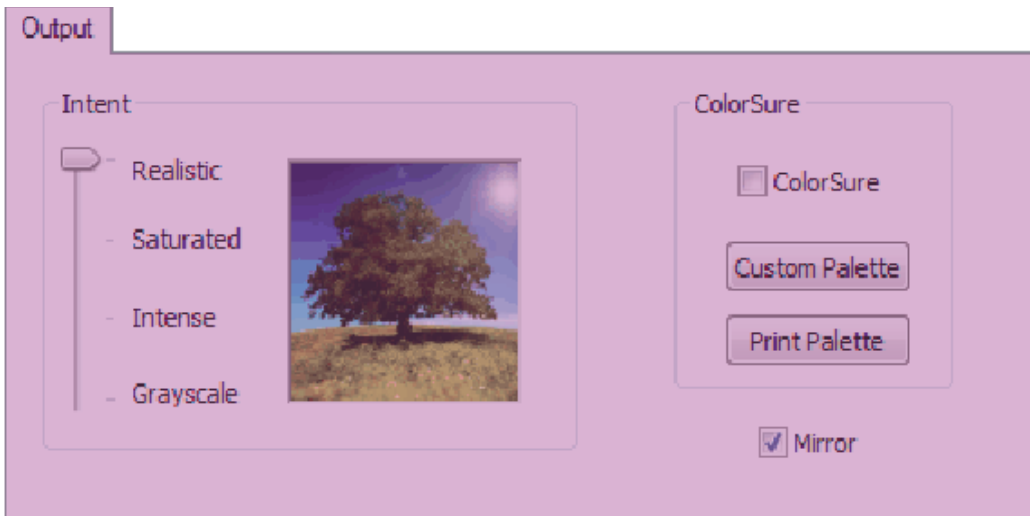 Output
Intent
Realistic
Saturated
Intense
Grayscale
ColorSure
ColorSure
Custom Palette
Print Palette
Mirror